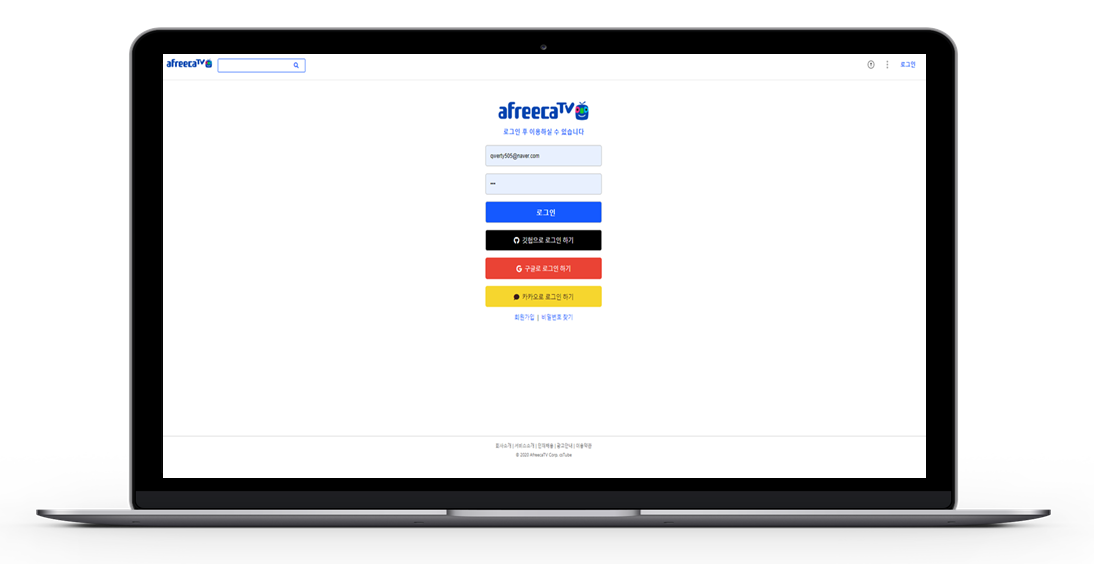 afreecaTV
로그인
afreecaTV
로그인 후 이용하실 수 있습니다
qwerty505@naver.com
로그인
깃헙으로 로그인 하기
구글로 로그인 하기
카카오로 로그인 하기
회원가입 | 비밀번호 찾기
회사소개 | 서비스소개 | 인재채용 | 광고안내 | 이용약관
© 2020 AfreecaTV Corp.